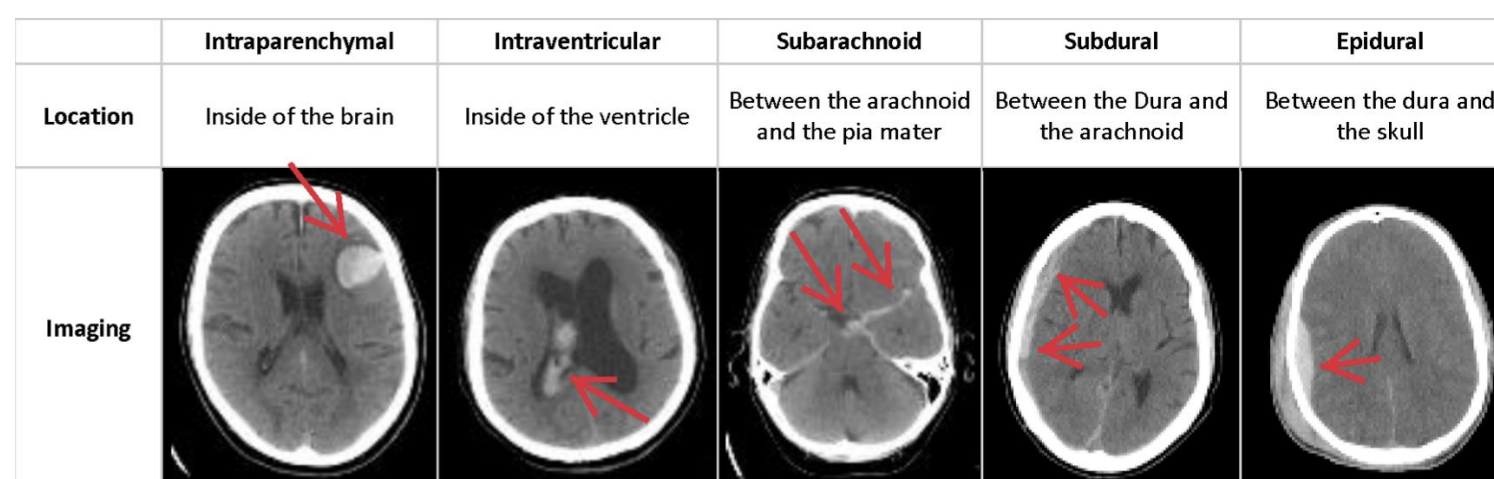 Intraparenchymal Intraventricular Subarachnoid Subdural Epidural
Location
Inside of the brain
Inside of the ventricle
Between the arachnoid
and the pia mater
Between the Dura and
the arachnoid
Between the dura and
the skull
Imaging